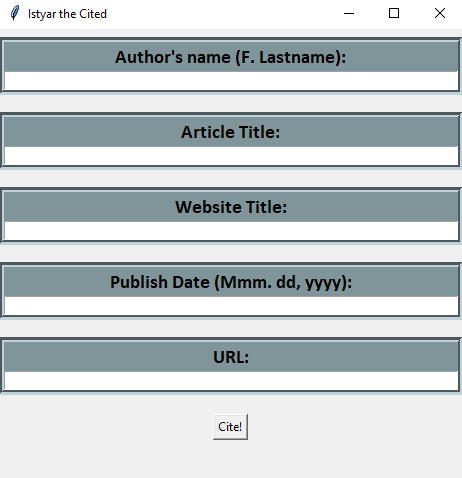 Istyar the Cited
Author's name (F. Lastname):
Article Title:
Website Title:
Publish Date (Mmm. dd, yyyy):
URL:
Cite!